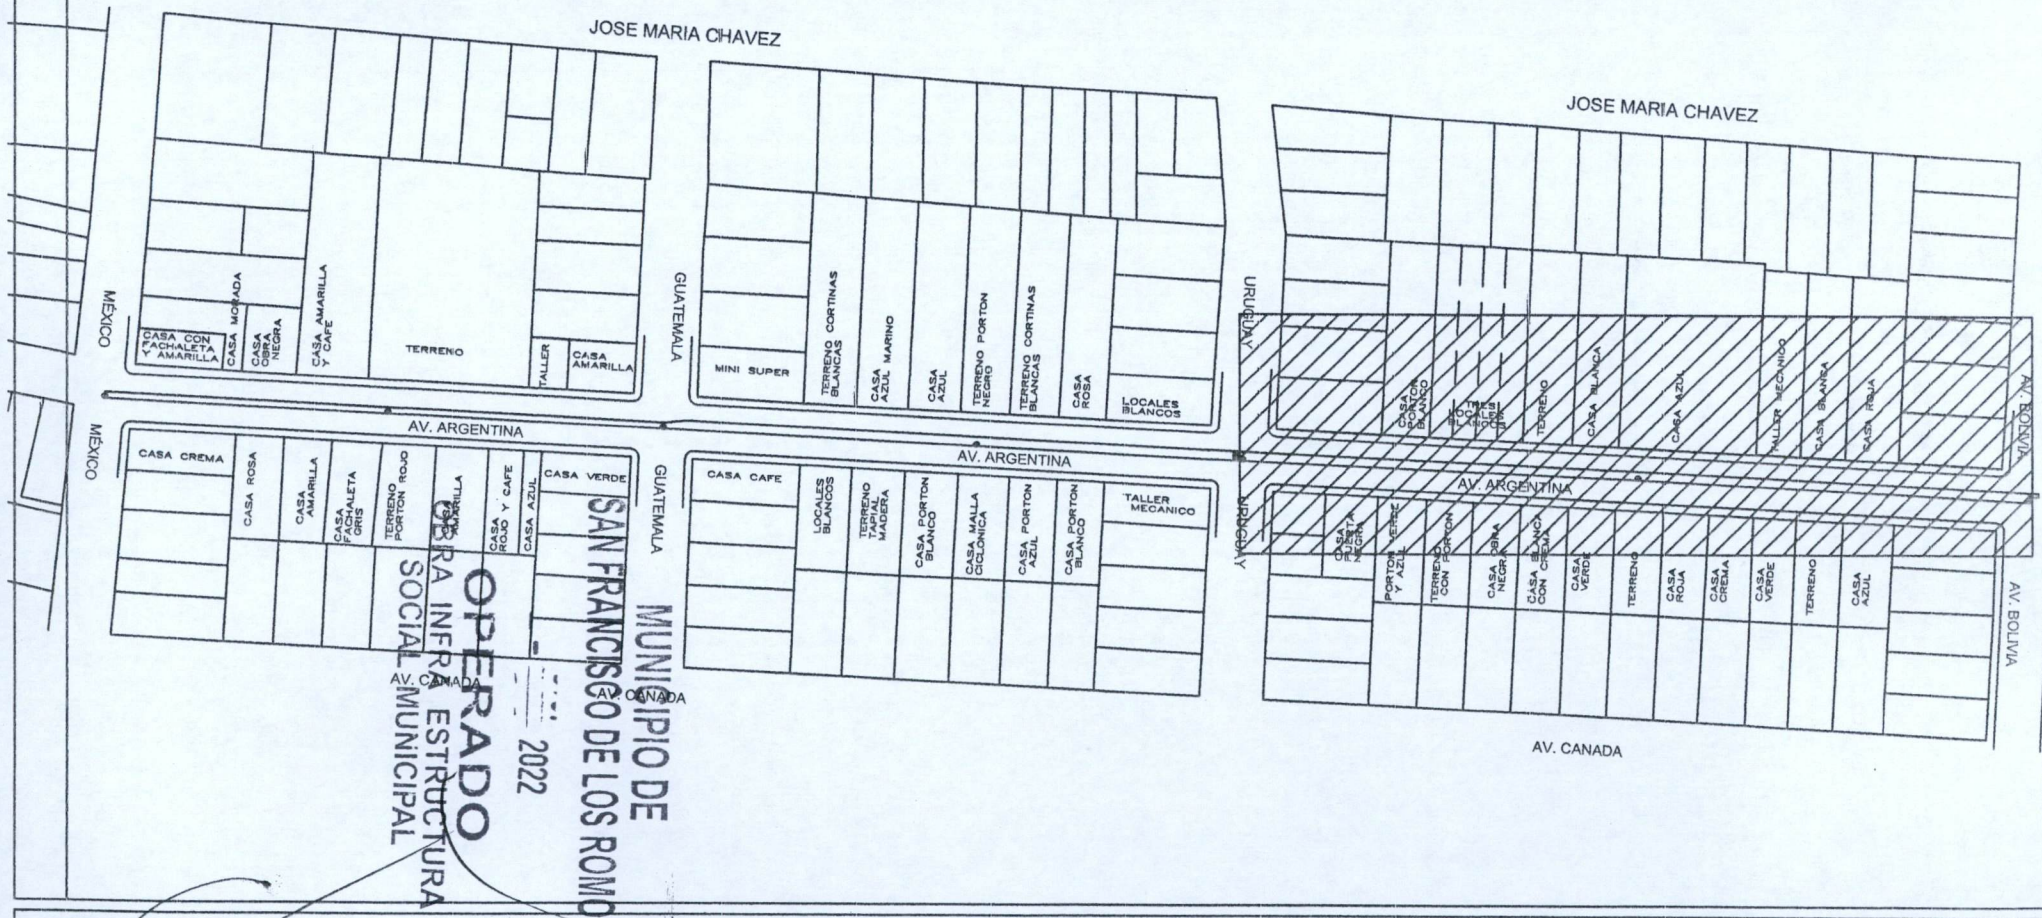 JOSE MARIA CHAVEZ
JOSE MARIA CHAVEZ
MÉXICO
GUATEMALA
URUGUAY
AV. BOLIVIA
CASA CON
FACHALETA
Y AMARILLA
CASA MORADA
CASA
OBRA
NEGRA
CASA AMARILLA
Y CAFE
TERRENO
TALLER
CASA
AMARILLA
MINI SUPER
TERRENO CORTINAS
BLANCAS
CASA
AZUL MARINO
CASA
AZUL
TERRENO PORTON
NEGRO
TERRENO CORTINAS
BLANCAS
CASA
ROSA
LOCALES
BLANCOS
CASA
PORTON
BLANCO
TRES
TERRENO
CASA BLANCA
CASA AZUL
TALLER MECANICO
CASA BLANCA
CASA ROJA
AV. ARGENTINA
AV. ARGENTINA
AV. ARGENTINA
MÉXICO
GUATEMALA
URUGUAY
AV. BOLIVIA
CASA CREMA
CASA ROSA
CASA
AMARILLA
CASA
FACHALETA
GRIS
TERRENO
PORTON ROJO
AMARILLA
CASA
ROJO Y CAFE
CASA AZUL
CASA VERDE
CASA CAFE
LOCALES
BLANCOS
TERRENO
TAPIAL
MADERA
CASA PORTON
BLANCO
CASA MALLA
CICLONICA
CASA PORTON
AZUL
CASA PORTON
BLANCO
TALLER
MECANICO
CASA
PUERTA
NEGRA
PORTON VERDE
Y AZUL
TERRENO
CON PORTON
CASA OBRA
NEGRA
CASA BLANCA
CON CREMA
CASA
VERDE
TERRENO
CASA
ROJA
CASA
CREMA
CASA
VERDE
TERRENO
CASA
AZUL
AV. CANADA
AV. CANADA
AV. CANADA
MUNICIPIO DE
SAN FRANCISCO DE LOS ROMO
2022
OPERADO
OBRA INFRA ESTRUCTURA
SOCIAL MUNICIPAL